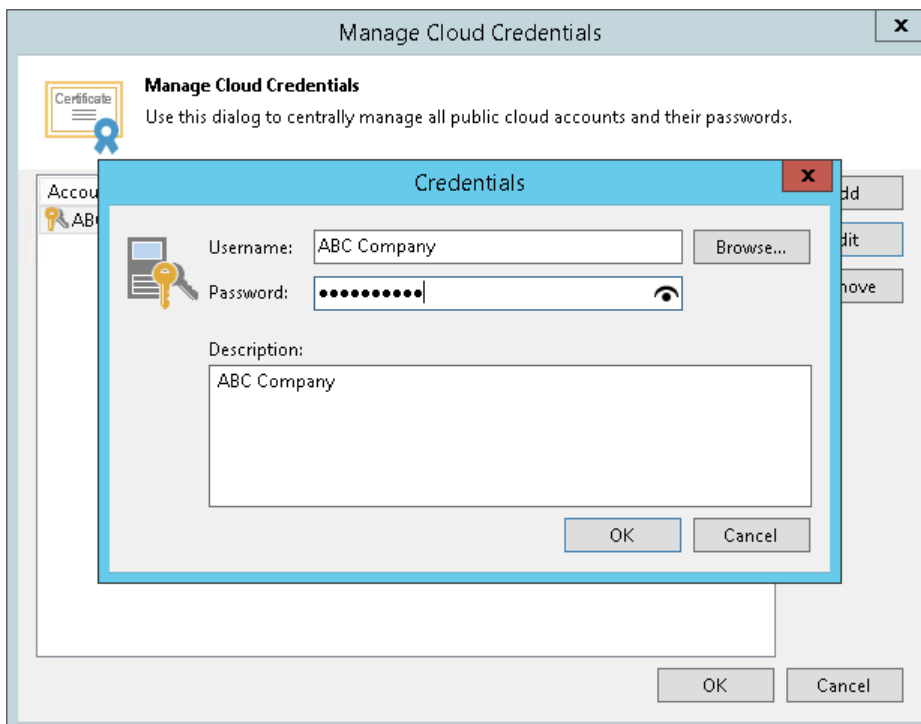 Manage Cloud Credentials
x
Certificate
Manage Cloud Credentials
Use this dialog to centrally manage all public cloud accounts and their passwords.
Credentials
x
Username:
ABC Company
Browse...
Password:
••••••••••
Description:
ABC Company
OK
Cancel
OK
Cancel